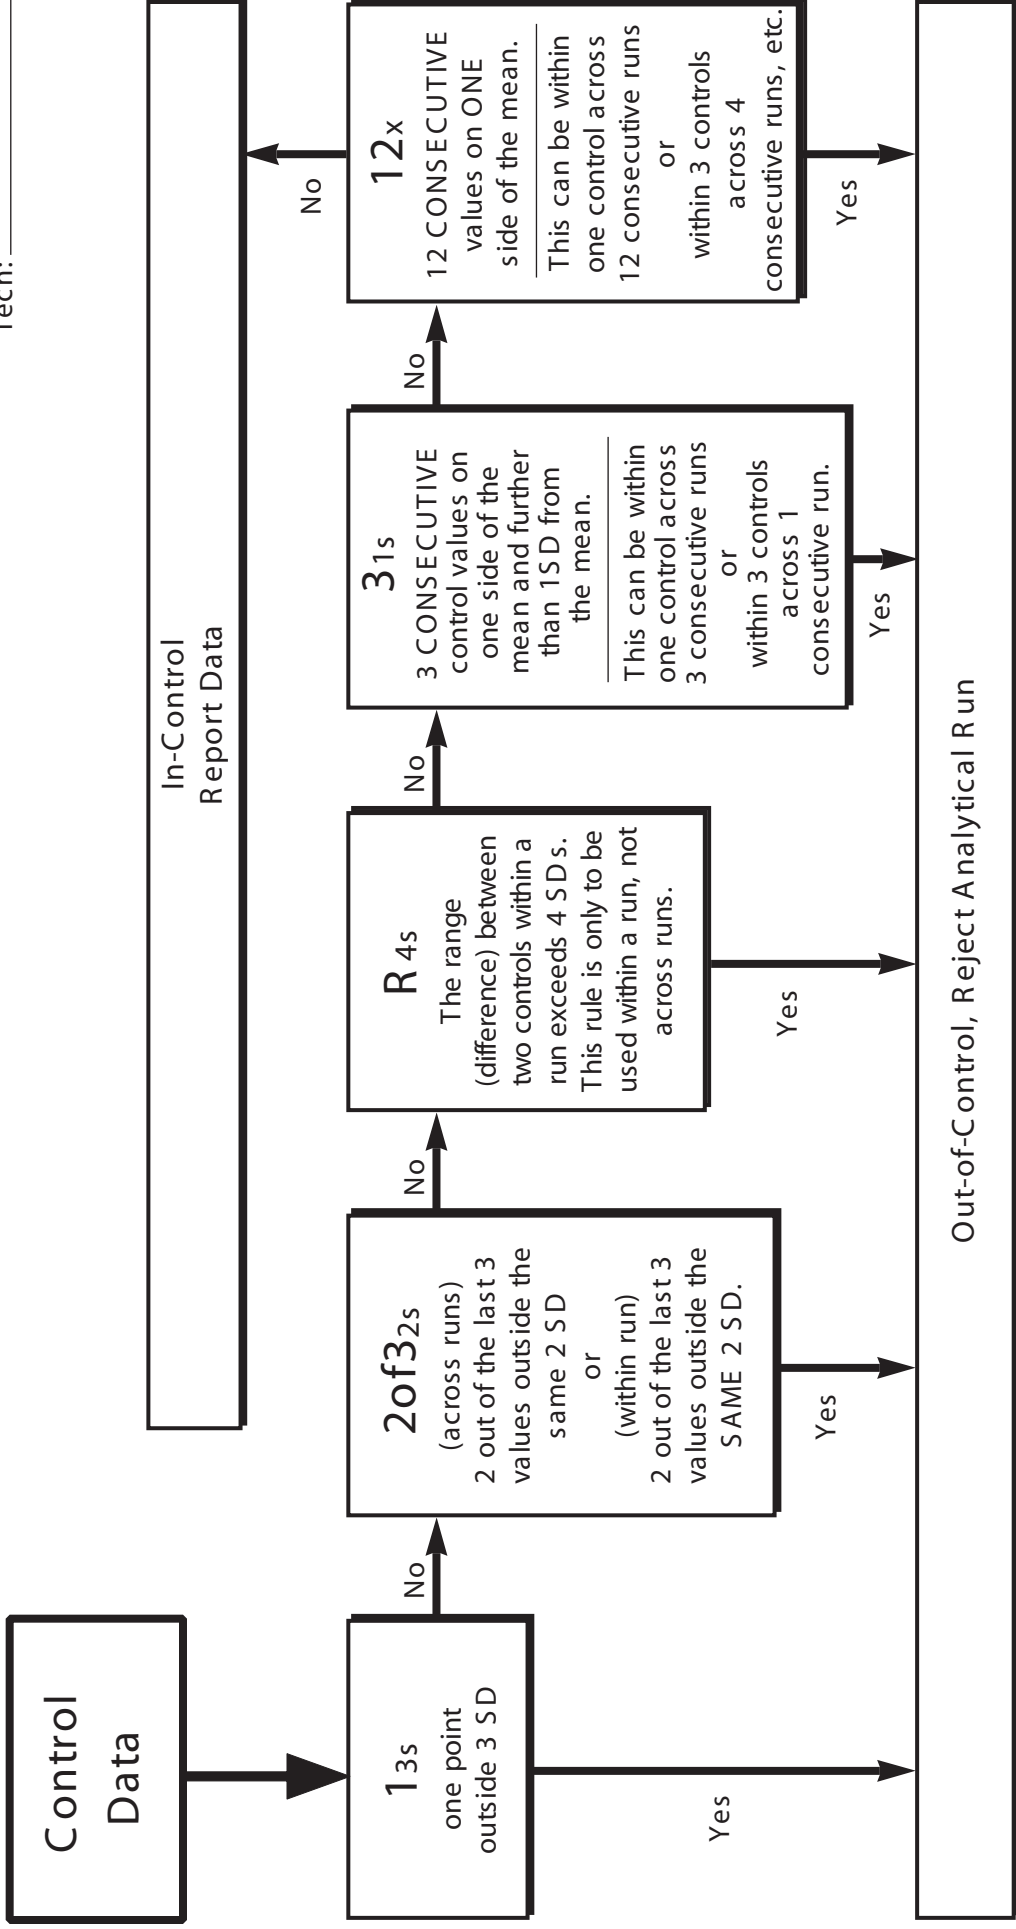 Tech:
Control
Data
In-Control
Report Data
1 3s
one point
outside 3 SD
No
Yes
2of3 2s
(across runs)
2 out of the last 3
values outside the
same 2 SD
or
(within run)
2 out of the last 3
values outside the
SAME 2 SD.
No
Yes
R 4s
The range
(difference) between
two controls within a
run exceeds 4 SDs.
This rule is only to be
used within a run, not
across runs.
No
Yes
3 1s
3 CONSECUTIVE
control values on
one side of the
mean and further
than 1SD from
the mean.
This can be within
one control across
3 consecutive runs
or
within 3 controls
across 1
consecutive run.
No
Yes
12x
12 CONSECUTIVE
values on ONE
side of the mean.
This can be within
one control across
12 consecutive runs
or
within 3 controls
across 4
consecutive runs, etc.
No
Yes
Out-of-Control, Reject Analytical Run